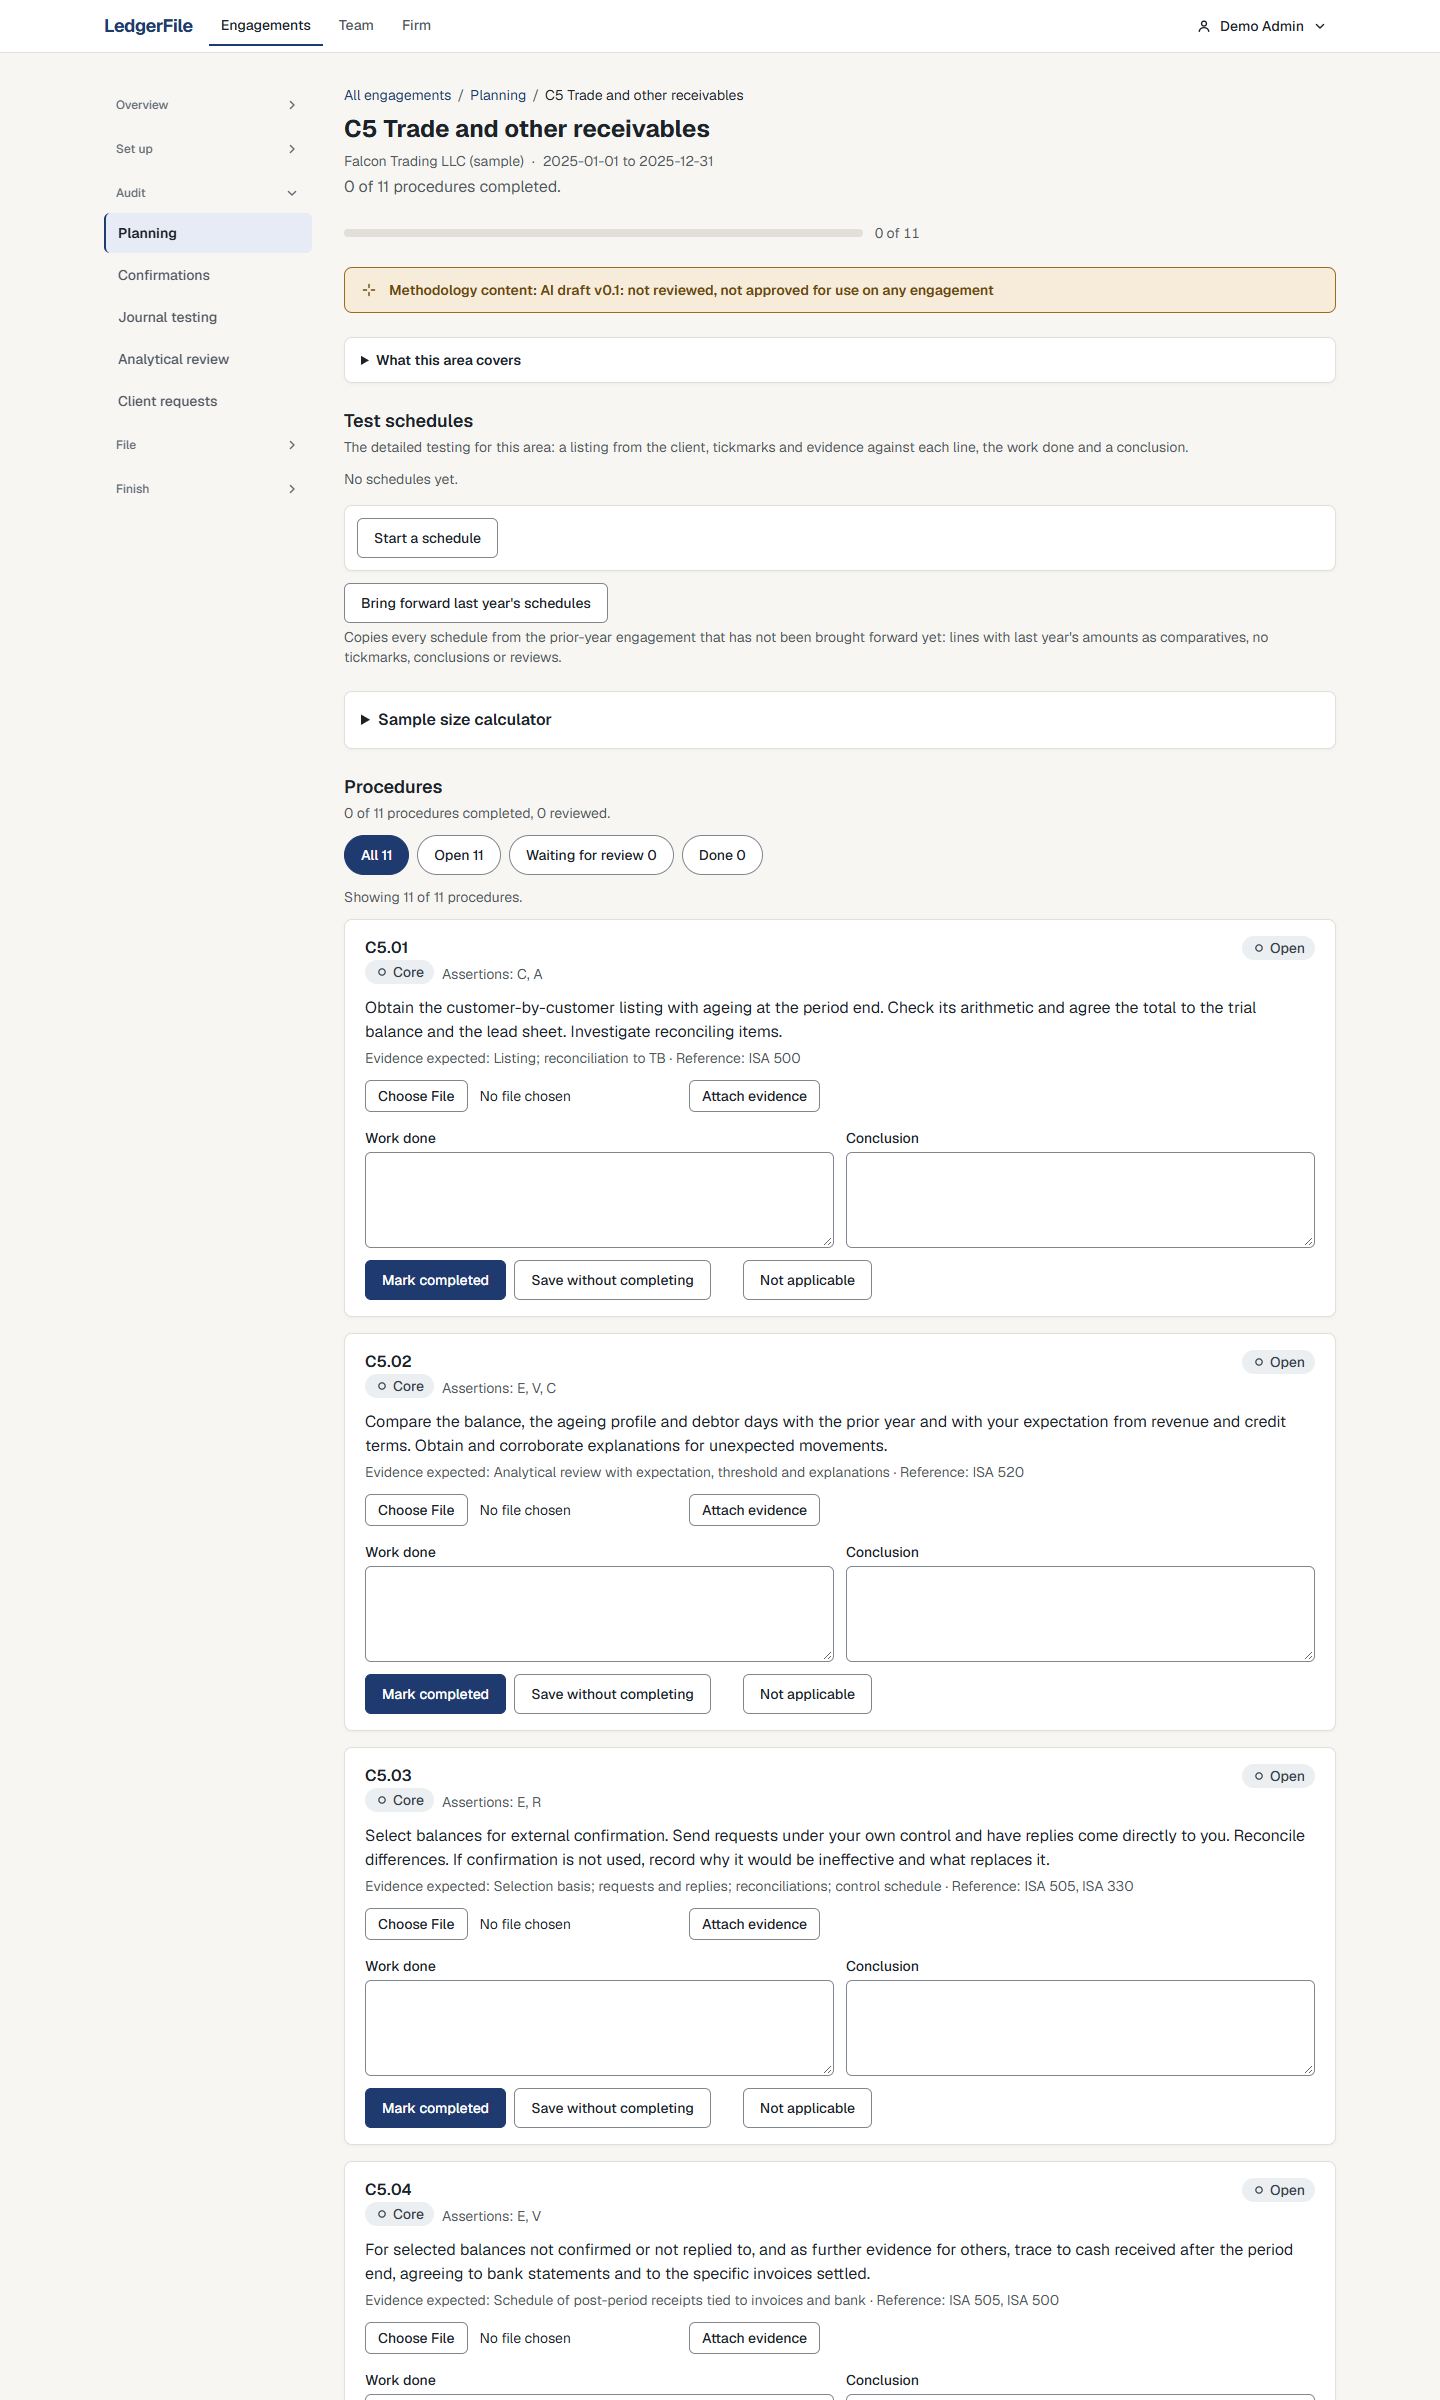 LedgerFile
Engagements
Team
Firm
Demo Admin
Overview
Set up
Audit
Planning
Confirmations
Journal testing
Analytical review
Client requests
File
Finish
All engagements / Planning / C5 Trade and other receivables
C5 Trade and other receivables
Falcon Trading LLC (sample) · 2025-01-01 to 2025-12-31
0 of 11 procedures completed.
0 of 11
Methodology content: AI draft v0.1: not reviewed, not approved for use on any engagement
What this area covers
Test schedules
The detailed testing for this area: a listing from the client, tickmarks and evidence against each line, the work done and a conclusion.
No schedules yet.
Start a schedule
Bring forward last year's schedules
Copies every schedule from the prior-year engagement that has not been brought forward yet: lines with last year's amounts as comparatives, no
tickmarks, conclusions or reviews.
Sample size calculator
Procedures
0 of 11 procedures completed, 0 reviewed.
All 11
Open 11
Waiting for review 0
Done 0
Showing 11 of 11 procedures.
C5.01
Open
Core Assertions: C, A
Obtain the customer-by-customer listing with ageing at the period end. Check its arithmetic and agree the total to the trial
balance and the lead sheet. Investigate reconciling items.
Evidence expected: Listing; reconciliation to TB · Reference: ISA 500
Choose File No file chosen Attach evidence
Work done
Conclusion
Mark completed
Save without completing
Not applicable
C5.02
Open
Core Assertions: E, V, C
Compare the balance, the ageing profile and debtor days with the prior year and with your expectation from revenue and credit
terms. Obtain and corroborate explanations for unexpected movements.
Evidence expected: Analytical review with expectation, threshold and explanations · Reference: ISA 520
Choose File No file chosen Attach evidence
Work done
Conclusion
Mark completed
Save without completing
Not applicable
C5.03
Open
Core Assertions: E, R
Select balances for external confirmation. Send requests under your own control and have replies come directly to you. Reconcile
differences. If confirmation is not used, record why it would be ineffective and what replaces it.
Evidence expected: Selection basis; requests and replies; reconciliations; control schedule · Reference: ISA 505, ISA 330
Choose File No file chosen Attach evidence
Work done
Conclusion
Mark completed
Save without completing
Not applicable
C5.04
Open
Core Assertions: E, V
For selected balances not confirmed or not replied to, and as further evidence for others, trace to cash received after the period
end, agreeing to bank statements and to the specific invoices settled.
Evidence expected: Schedule of post-period receipts tied to invoices and bank · Reference: ISA 505, ISA 500
Choose File No file chosen Attach evidence
Work done
Conclusion